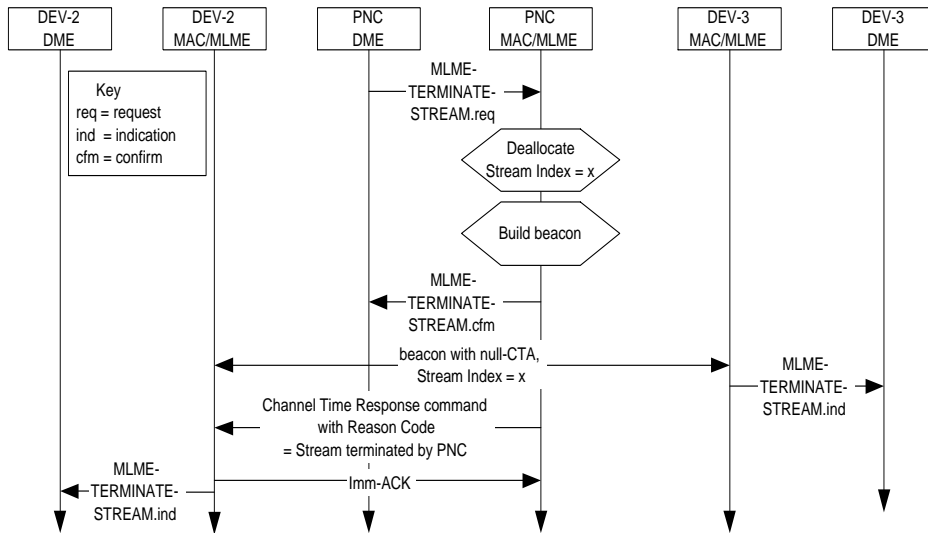 DEV-2
DME
DEV-2
MAC/MLME
PNC
DME
PNC
MAC/MLME
DEV-3
MAC/MLME
DEV-3
DME
Key
req = request
ind = indication
cfm = confirm
MLME-
TERMINATE-
STREAM.req
Deallocate
Stream Index = x
Build beacon
MLME-
TERMINATE-
STREAM.cfm
beacon with null-CTA,
Stream Index = x
MLME-
TERMINATE-
STREAM.ind
Channel Time Response command
with Reason Code
= Stream terminated by PNC
Imm-ACK
MLME-
TERMINATE-
STREAM.ind